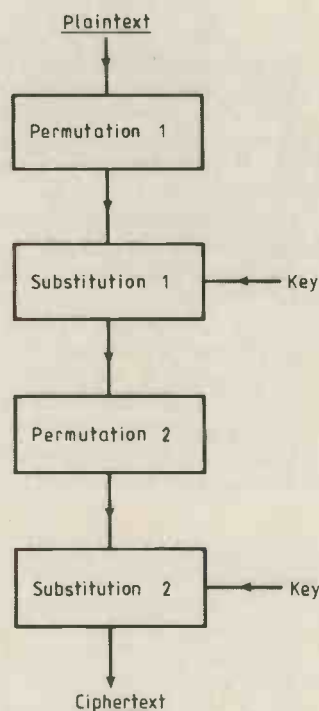 Plaintext
Permutation 1
Substitution 1
Key
Permutation 2
Substitution 2
Key
Ciphertext